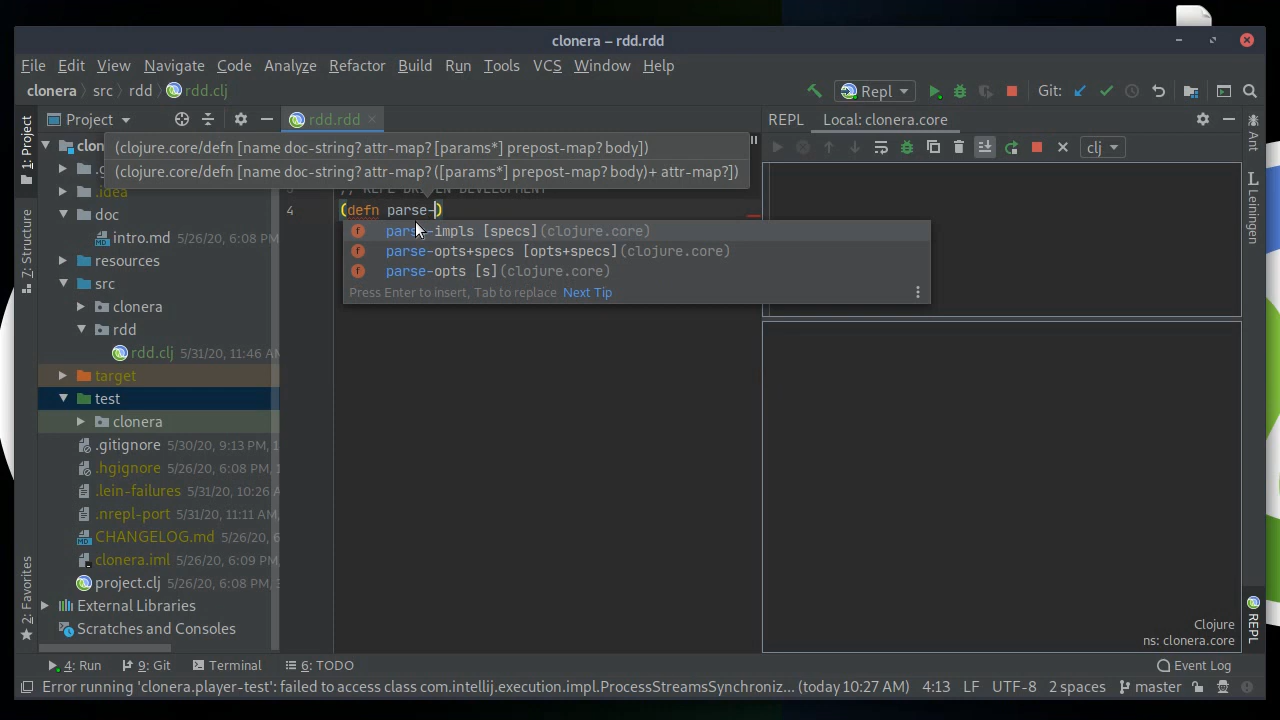 clonera – rdd.rdd
File Edit View Navigate Code Analyze Refactor Build Run Tools VCS Window Help
clonera src rdd rdd.clj Repl Git:
1: Project
7: Structure
2: Favorites
Project
rdd.rdd
REPL Local: clonera.core
clj
(clojure.core/defn [name doc-string? attr-map? [params*] prepost-map? body])
(clojure.core/defn [name doc-string? attr-map? ([params*] prepost-map? body)+ attr-map?])
4 (defn parse-)
parse-impls [specs](clojure.core)
parse-opts+specs [opts+specs](clojure.core)
parse-opts [s](clojure.core)
Press Enter to insert, Tab to replace Next Tip
.idea
doc
intro.md
resources
src
clonera
rdd
rdd.clj 5/31/20, 11:46 A
target
test
clonera
.gitignore 5/30/20, 9:13 PM,
.hgignore 5/26/20, 6:08 PM,
.lein-failures 5/31/20, 10:26
.nrepl-port 5/31/20, 11:11 AM,
CHANGELOG.md 5/26/20, 6
clonera.iml 5/26/20, 6:09 PM,
project.clj 5/26/20, 6:08 PM,
External Libraries
Scratches and Consoles
Ant
Leiningen
REPL
Clojure
ns: clonera.core
4: Run 9: Git Terminal 6: TODO Event Log
Error running 'clonera.player-test': failed to access class com.intellij.execution.impl.ProcessStreamsSynchroniz... (today 10:27 AM) 4:13 LF UTF-8 2 spaces master